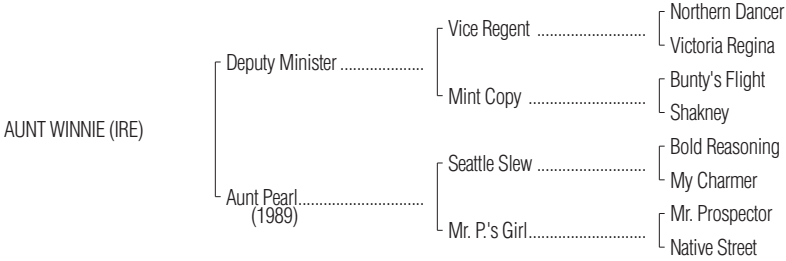 Northern Dancer
Vice Regent ..........................
Victoria Regina
Deputy Minister ....................
Bunty's Flight
Mint Copy ............................
Shakney
AUNT WINNIE (IRE)
Bold Reasoning
Seattle Slew ..........................
My Charmer
Aunt Pearl..............................
(1989)
Mr. Prospector
Mr. P.'s Girl............................
Native Street